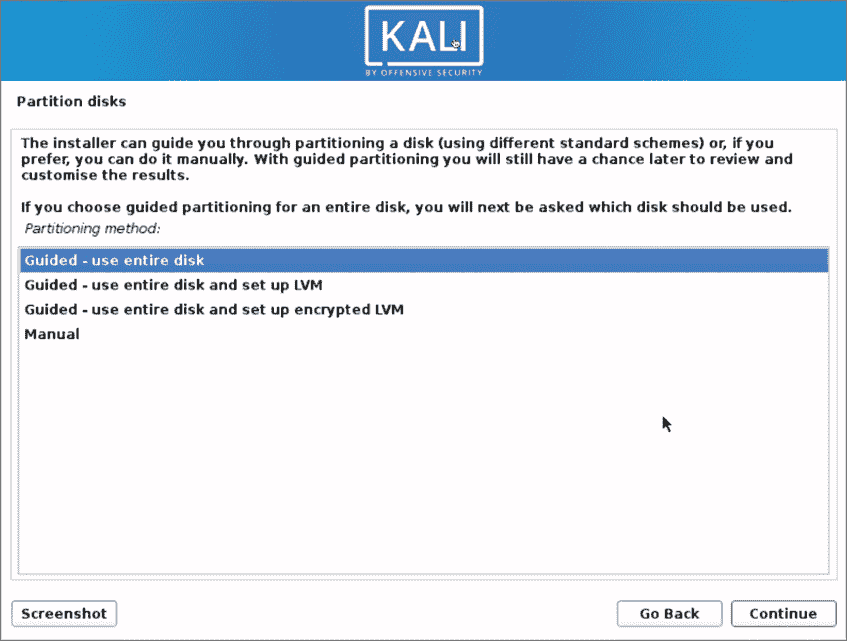 KALI
BY OFFENSIVE SECURITY
Partition disks
The installer can guide you through partitioning a disk (using different standard schemes) or, if you
prefer, you can do it manually. With guided partitioning you will still have a chance later to review and
customise the results.
If you choose guided partitioning for an entire disk, you will next be asked which disk should be used.
Partitioning method:
Guided - use entire disk
Guided - use entire disk and set up LVM
Guided - use entire disk and set up encrypted LVM
Manual
Screenshot
Go Back
Continue